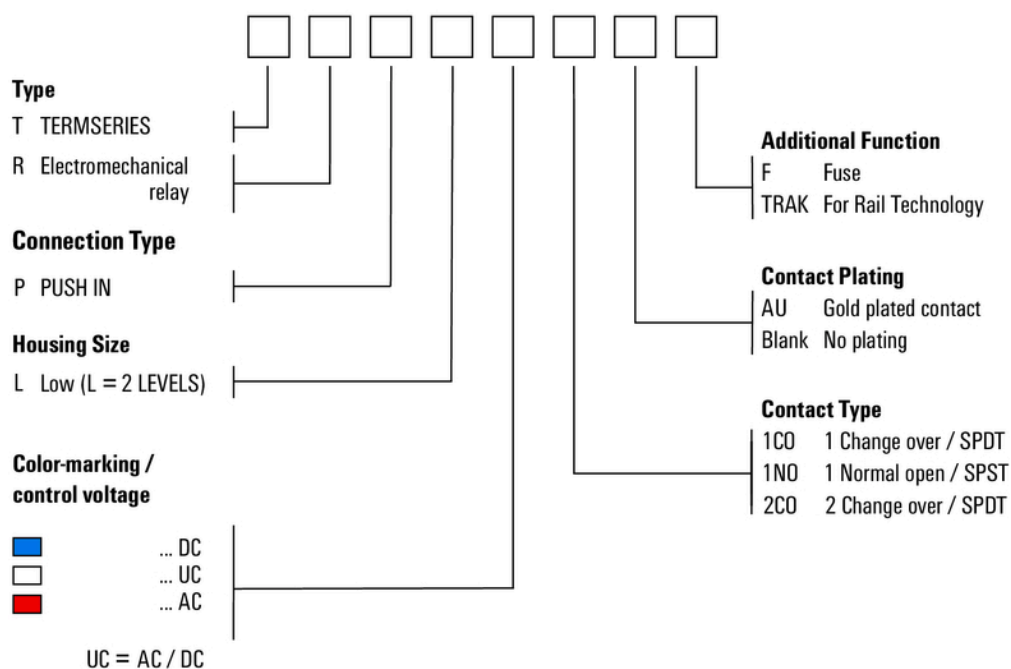 Type
T TERMSERIES
R Electromechanical
relay
Connection Type
P PUSH IN
Housing Size
L Low (L = 2 LEVELS)
Color-marking /
control voltage
... DC
... UC
... AC
UC = AC / DC
Additional Function
F Fuse
TRAK For Rail Technology
Contact Plating
AU Gold plated contact
Blank No plating
Contact Type
1CO 1 Change over / SPDT
1NO 1 Normal open / SPST
2CO 2 Change over / SPDT